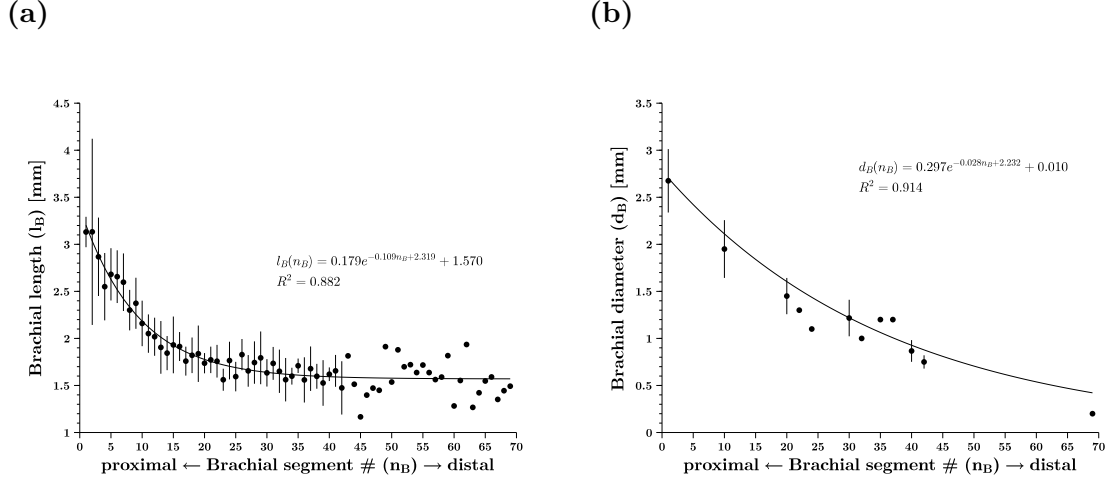 (a)
(b)
Brachial length (l_B) [mm]
4.5
4
3.5
3
2.5
2
1.5
1
l_B(n_B) = 0.179e^{−0.109n_B+2.319} + 1.570
R² = 0.882
0 5 10 15 20 25 30 35 40 45 50 55 60 65 70
proximal ← Brachial segment # (n_B) → distal
Brachial diameter (d_B) [mm]
3.5
3
2.5
2
1.5
1
0.5
0
d_B(n_B) = 0.297e^{−0.028n_B+2.232} + 0.010
R² = 0.914
0 5 10 15 20 25 30 35 40 45 50 55 60 65 70
proximal ← Brachial segment # (n_B) → distal